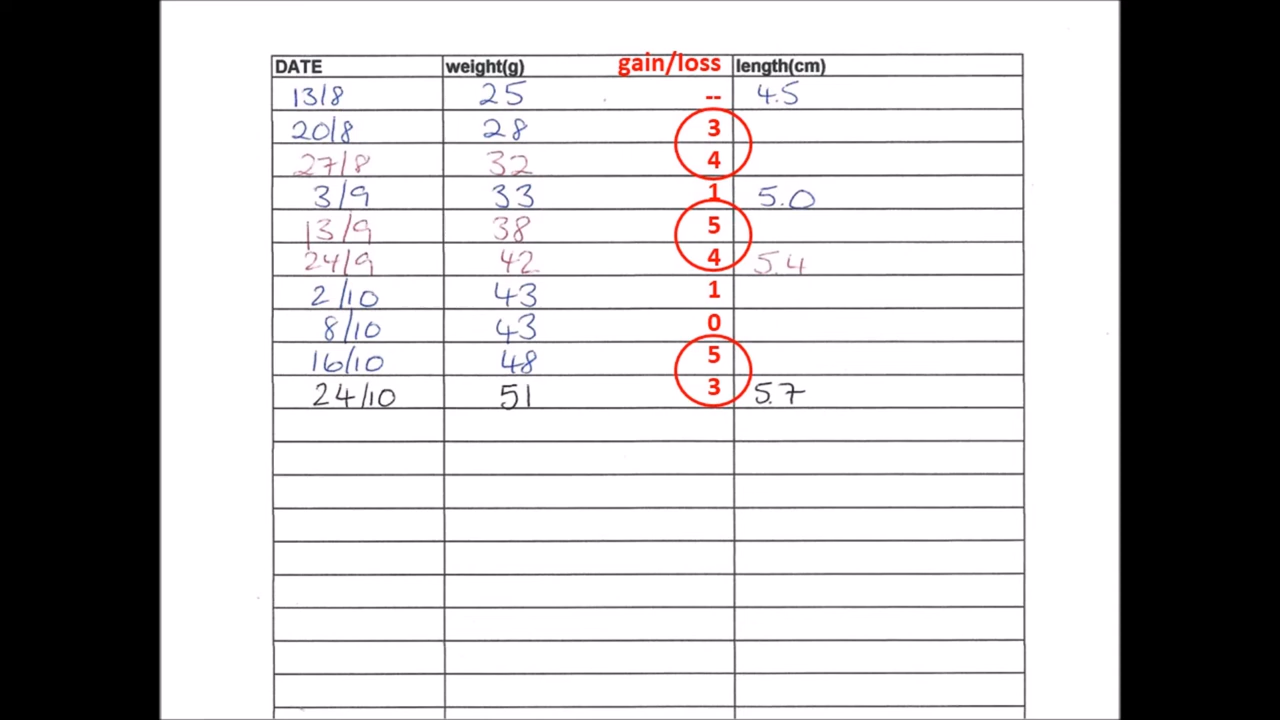 DATE weight(g) gain/loss length(cm)
13/8 25 -- 4.5
20/8 28 3
27/8 32 4
3/9 33 1 5.0
13/9 38 5
24/9 42 4 5.4
2/10 43 1
8/10 43 0
16/10 48 5
24/10 51 3 5.7